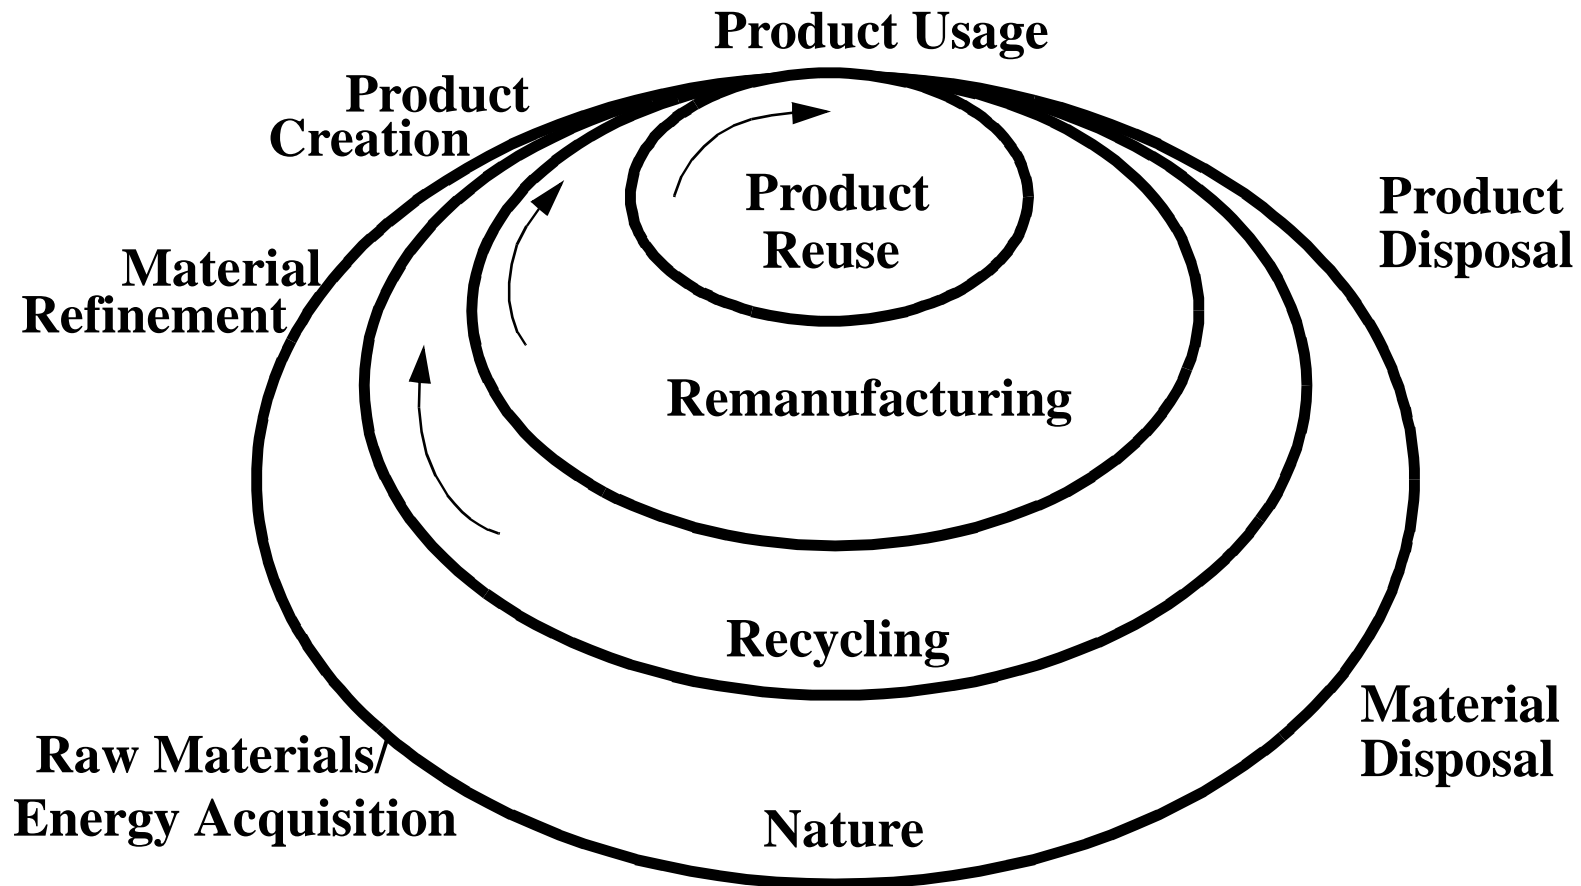 Product Usage
Product
Creation
Product
Reuse
Product
Disposal
Material
Refinement
Remanufacturing
Recycling
Material
Disposal
Raw Materials/
Energy Acquisition
Nature